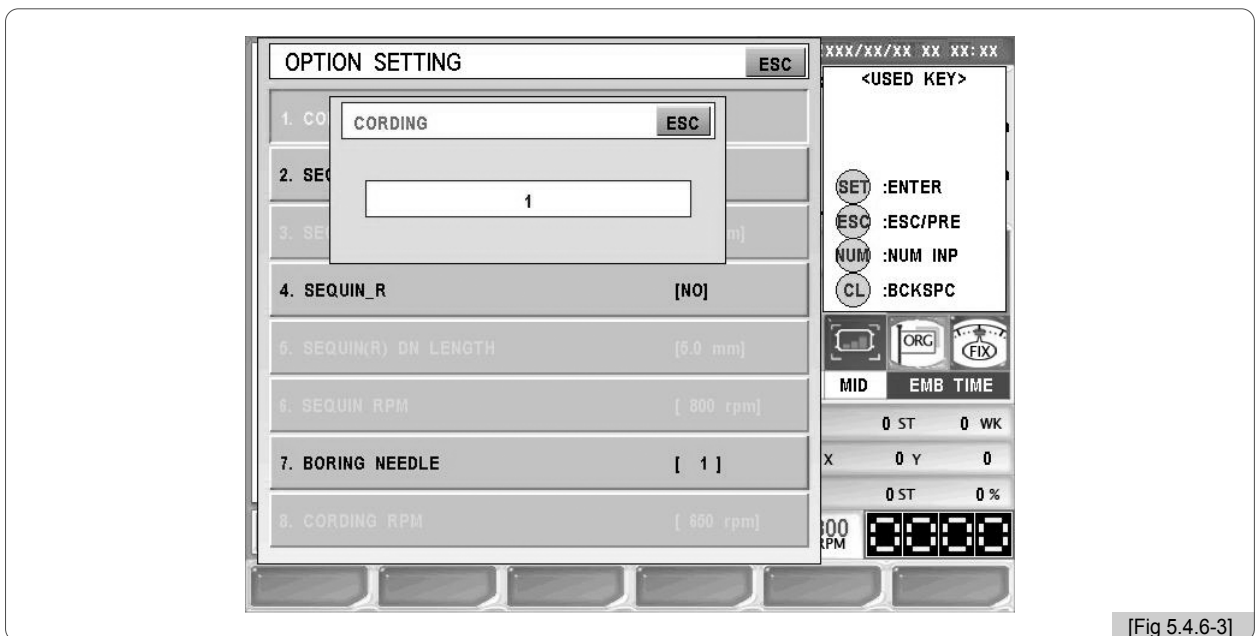 OPTION SETTING ESC
XXX/XX/XX XX XX:XX
<USED KEY>
1. CO
CORDING ESC
1
2. SEQ
3. SE m]
4. SEQUIN_R [NO]
5. SEQUIN(R) DN LENGTH [5.0 mm]
6. SEQUIN RPM [ 800 rpm]
7. BORING NEEDLE [ 1 ]
8. CORDING RPM [ 650 rpm]
SET :ENTER
ESC :ESC/PRE
NUM :NUM INP
CL :BCKSPC
ORG FIX
MID EMB TIME
0 ST 0 WK
X 0 Y 0
0 ST 0 %
RPM
[Fig 5.4.6-3]